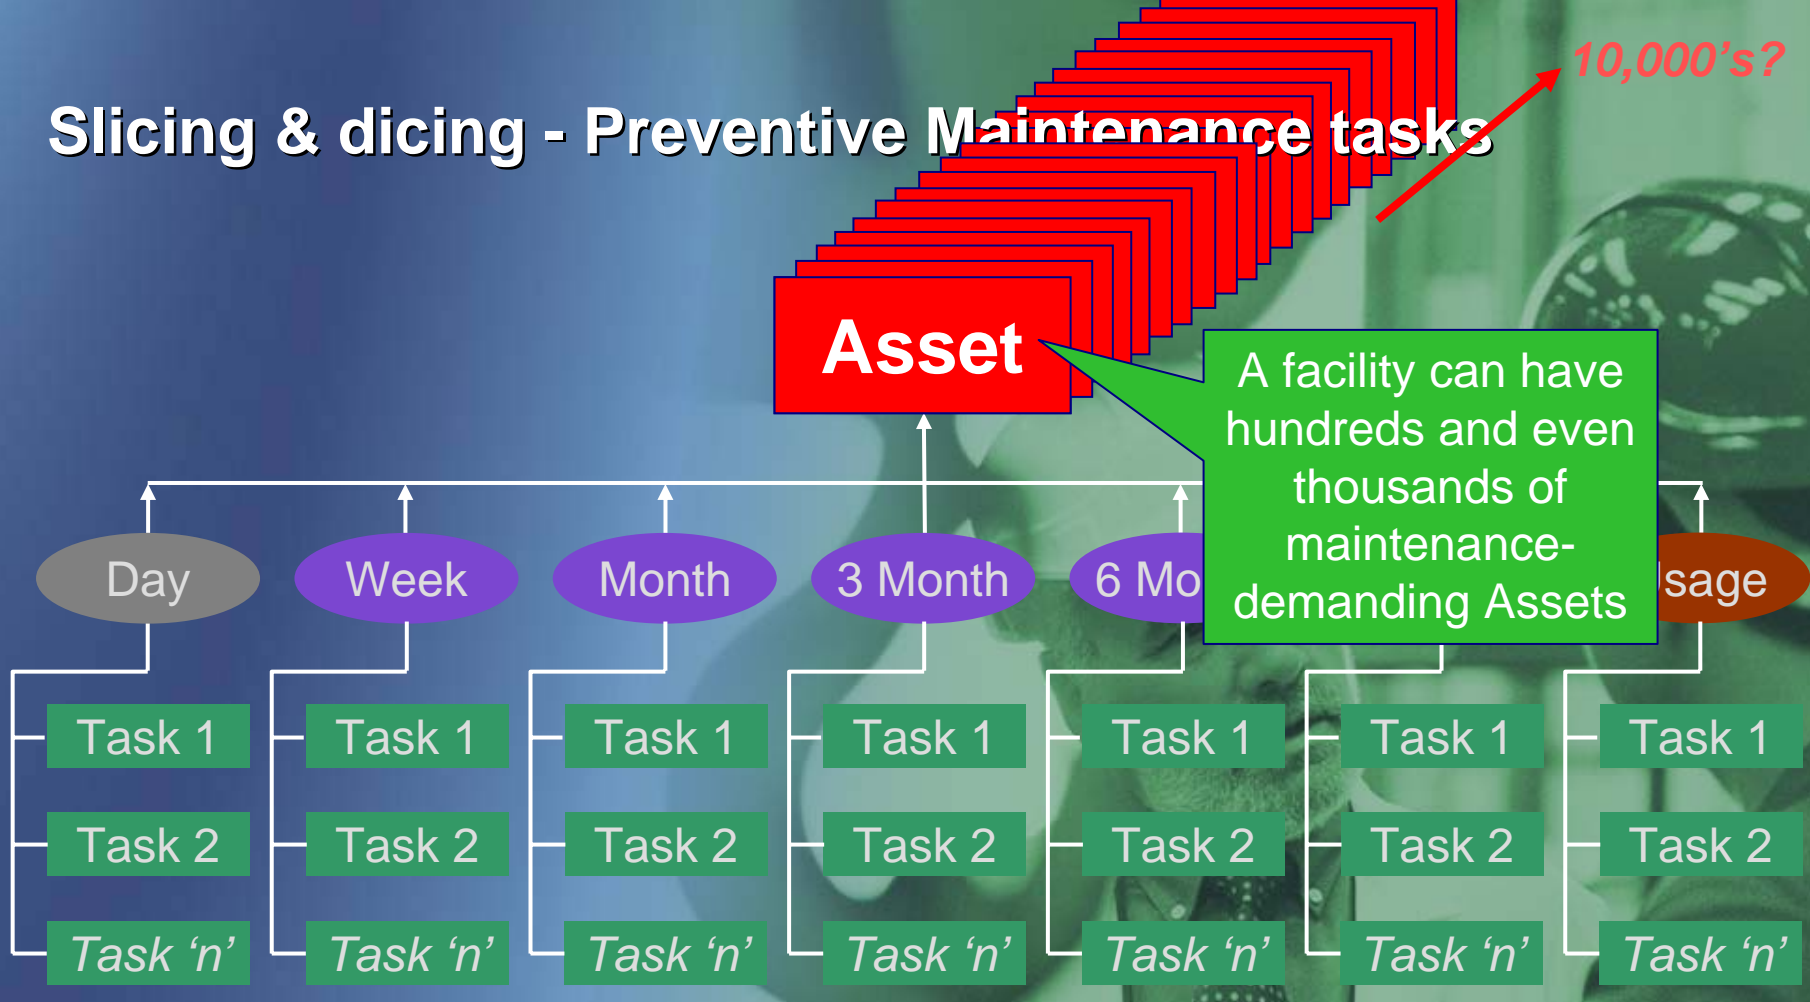 10,000’s?
Slicing & dicing - Preventive Maintenance tasks
Asset
A facility can have
hundreds and even
thousands of
maintenance-
demanding Assets
Day
Week
Month
3 Month
6 Mo
sage
Task 1
Task 1
Task 1
Task 1
Task 1
Task 1
Task 1
Task 2
Task 2
Task 2
Task 2
Task 2
Task 2
Task 2
Task ‘n’
Task ‘n’
Task ‘n’
Task ‘n’
Task ‘n’
Task ‘n’
Task ‘n’